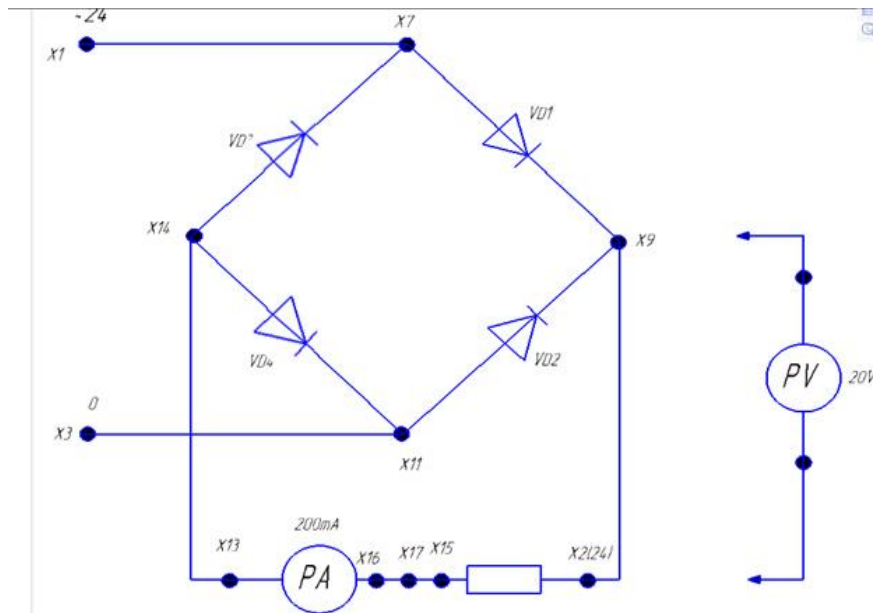 -24
X1
X7
VD1
X14
X9
VD4
VD2
PV
20V
0
X3
X11
200mA
X13
PA
X16
X17
X15
X2(24)